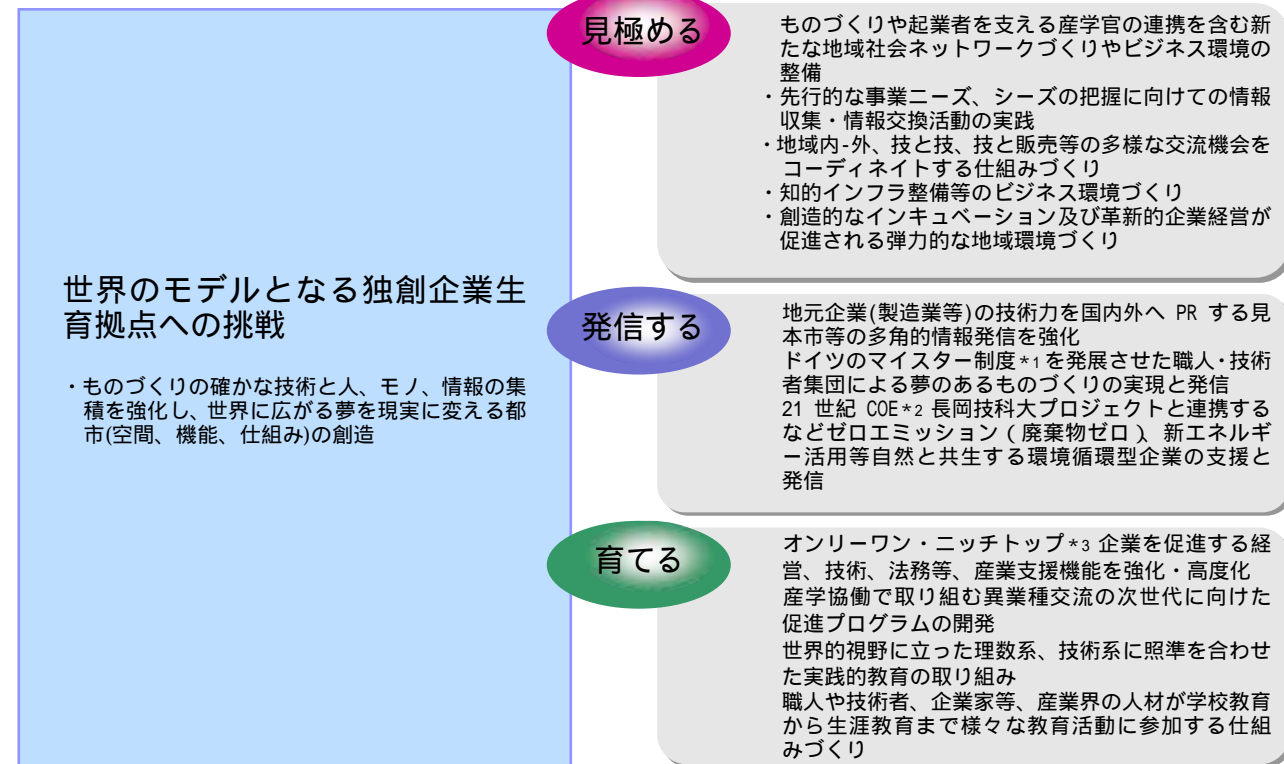 世界のモデルとなる独創企業生
育拠点への挑戦
・ものづくりの確かな技術と人、モノ、情報の集
積を強化し、世界に広がる夢を現実に変える都
市(空間、機能、仕組み)の創造
見極める
ものづくりや起業者を支える産学官の連携を含む新
たな地域社会ネットワークづくりやビジネス環境の
整備
・先行的な事業ニーズ、シーズの把握に向けての情報
収集・情報交換活動の実践
・地域内-外、技と技、技と販売等の多様な交流機会を
コーディネイトする仕組みづくり
・知的インフラ整備等のビジネス環境づくり
・創造的なインキュベーション及び革新的企業経営が
促進される弾力的な地域環境づくり
発信する
地元企業(製造業等)の技術力を国内外へ PR する見
本市等の多角的情報発信を強化
ドイツのマイスター制度*1を発展させた職人・技術
者集団による夢のあるものづくりの実現と発信
21 世紀 COE*2 長岡技科大プロジェクトと連携する
などゼロエミッション(廃棄物ゼロ)、新エネルギ
ー活用等自然と共生する環境循環型企業の支援と
発信
育てる
オンリーワン・ニッチトップ*3 企業を促進する経
営、技術、法務等、産業支援機能を強化・高度化
産学協働で取り組む異業種交流の次世代に向けた
促進プログラムの開発
世界的視野に立った理数系、技術系に照準を合わせ
た実践的教育の取り組み
職人や技術者、企業家等、産業界の人材が学校教育
から生涯教育まで様々な教育活動に参加する仕組
みづくり